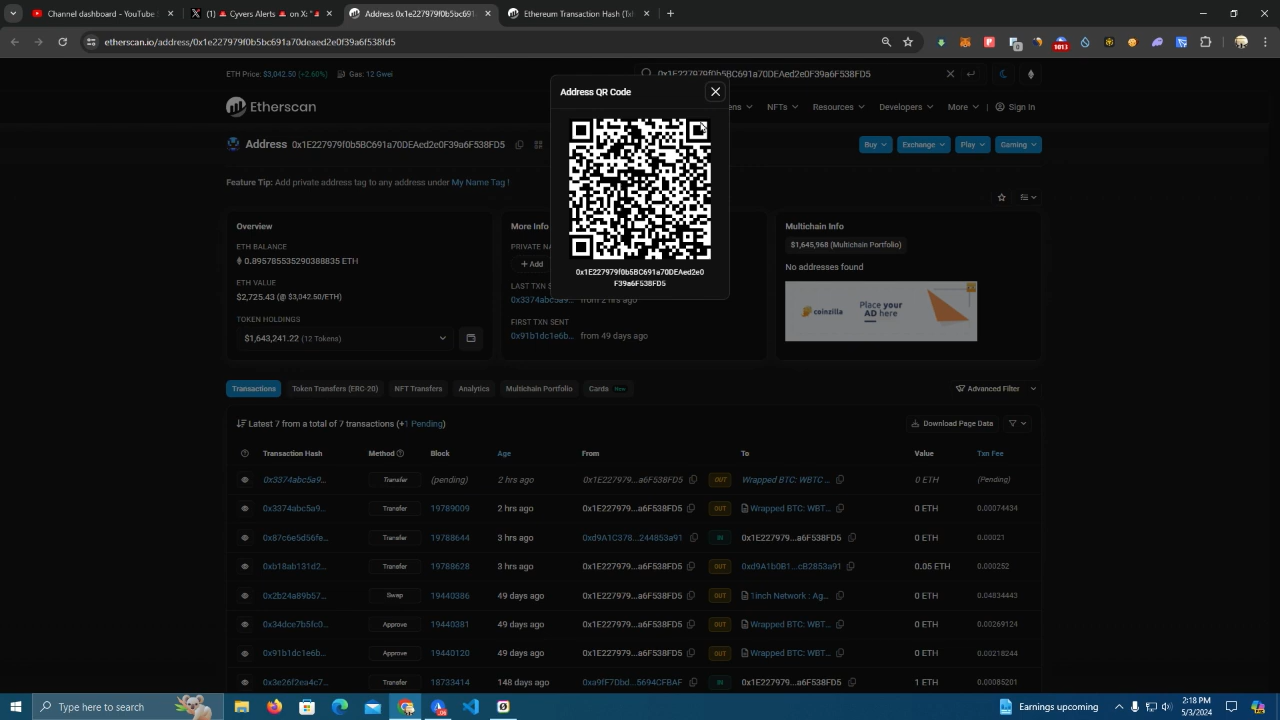 Channel dashboard - YouTube
(1) Cyvers Alerts on X: "
Address 0x1e227979f0b5bc691
Ethereum Transaction Hash (Txh
etherscan.io/address/0x1e227979f0b5bc691a70deaed2e0f39a6f538fd5
1013
ETH Price: $3,042.50 (+2.60%) Gas: 12 Gwei
0x1E227979f0b5BC691a70DEAed2e0F39a6F538FD5
Etherscan
ens NFTs Resources Developers More | Sign In
Address QR Code
0x1E227979f0b5BC691a70DEAed2e0
F39a6F538FD5
Address 0x1E227979f0b5BC691a70DEAed2e0F39a6F538FD5
Buy Exchange Play Gaming
Feature Tip: Add private address tag to any address under My Name Tag !
Overview
ETH BALANCE
0.895785535290388835 ETH
ETH VALUE
$2,725.43 (@ $3,042.50/ETH)
TOKEN HOLDINGS
$1,643,241.22 (12 Tokens)
More Info
PRIVATE NA
+ Add
LAST TXN S
0x3374abc5a9... from 2 hrs ago
FIRST TXN SENT
0x91b1dc1e6b... from 49 days ago
Multichain Info
$1,645,968 (Multichain Portfolio)
No addresses found
coinzilla
Place your
AD here
Transactions Token Transfers (ERC-20) NFT Transfers Analytics Multichain Portfolio Cards New
Advanced Filter
Latest 7 from a total of 7 transactions (+1 Pending)
Download Page Data
Transaction Hash Method Block Age From To Value Txn Fee
0x3374abc5a9... Transfer (pending) 2 hrs ago 0x1E227979...a6F538FD5 OUT Wrapped BTC: WBTC ... 0 ETH (Pending)
0x3374abc5a9... Transfer 19789009 2 hrs ago 0x1E227979...a6F538FD5 OUT Wrapped BTC: WBT... 0 ETH 0.00074434
0x87c6e5d56fe... Transfer 19788644 3 hrs ago 0xd9A1C378...244853a91 IN 0x1E227979...a6F538FD5 0 ETH 0.00021
0xb18ab131d2... Transfer 19788628 3 hrs ago 0x1E227979...a6F538FD5 OUT 0xd9A1b0B1...cB2853a91 0.05 ETH 0.000252
0x2b24a89b57... Swap 19440386 49 days ago 0x1E227979...a6F538FD5 OUT 1inch Network : Ag... 0 ETH 0.04834443
0x34dce7b5fc0... Approve 19440381 49 days ago 0x1E227979...a6F538FD5 OUT Wrapped BTC: WBT... 0 ETH 0.00269124
0x91b1dc1e6b... Approve 19440120 49 days ago 0x1E227979...a6F538FD5 OUT Wrapped BTC: WBT... 0 ETH 0.00218244
0x3e26f2ea4c7... Transfer 18733414 148 days ago 0xa9fF7Dbd...5694CFBAF IN 0x1E227979...a6F538FD5 1 ETH 0.00085201
Type here to search
Earnings upcoming
2:18 PM
5/3/2024